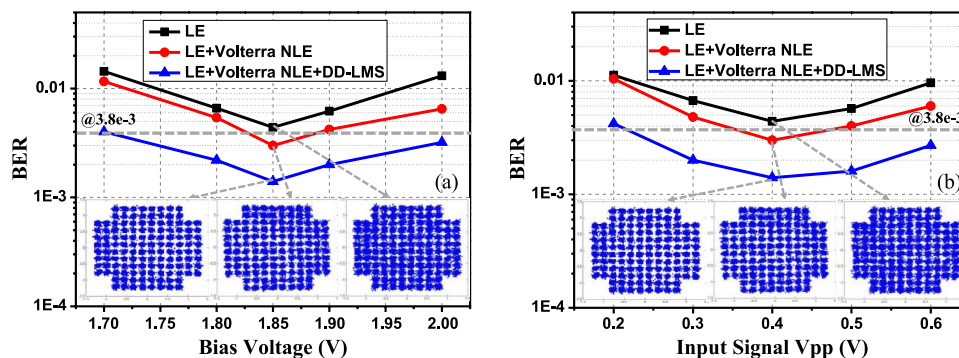 LE
LE+Volterra NLE
LE+Volterra NLE+DD-LMS
0.01
1E-3
1E-4
BER
@3.8e-3
(a)
1.70 1.75 1.80 1.85 1.90 1.95 2.00
Bias Voltage (V)
LE
LE+Volterra NLE
LE+Volterra NLE+DD-LMS
0.01
1E-3
1E-4
BER
@3.8e-3
(b)
0.2 0.3 0.4 0.5 0.6
Input Signal Vpp (V)